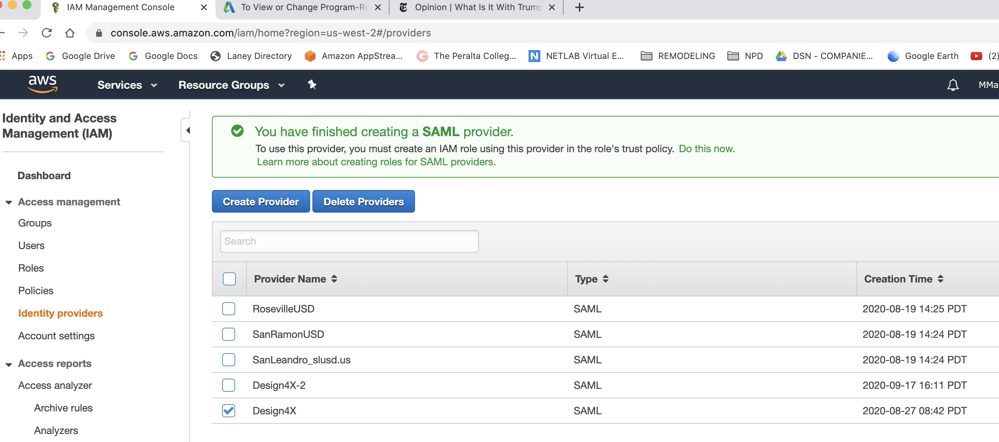 IAM Management Console
To View or Change Program-Re
Opinion | What Is It With Trump
console.aws.amazon.com/iam/home?region=us-west-2#/providers
Apps
Google Drive
Google Docs
Laney Directory
Amazon AppStrea...
The Peralta Colleg...
N
NETLAB Virtual E...
REMODELING
NPD
DSN - COMPANIE...
Google Earth
(2)
aws
Services
Resource Groups
MMa
Identity and Access
Management (IAM)
Dashboard
Access management
Groups
Users
Roles
Policies
Identity providers
Account settings
Access reports
Access analyzer
Archive rules
Analyzers
You have finished creating a SAML provider.
To use this provider, you must create an IAM role using this provider in the role's trust policy. Do this now.
Learn more about creating roles for SAML providers.
Create Provider
Delete Providers
Search
Provider Name
Type
Creation Time
RosevilleUSD
SAML
2020-08-19 14:25 PDT
SanRamonUSD
SAML
2020-08-19 14:24 PDT
SanLeandro_slusd.us
SAML
2020-08-19 14:24 PDT
Design4X-2
SAML
2020-09-17 16:11 PDT
Design4X
SAML
2020-08-27 08:42 PDT